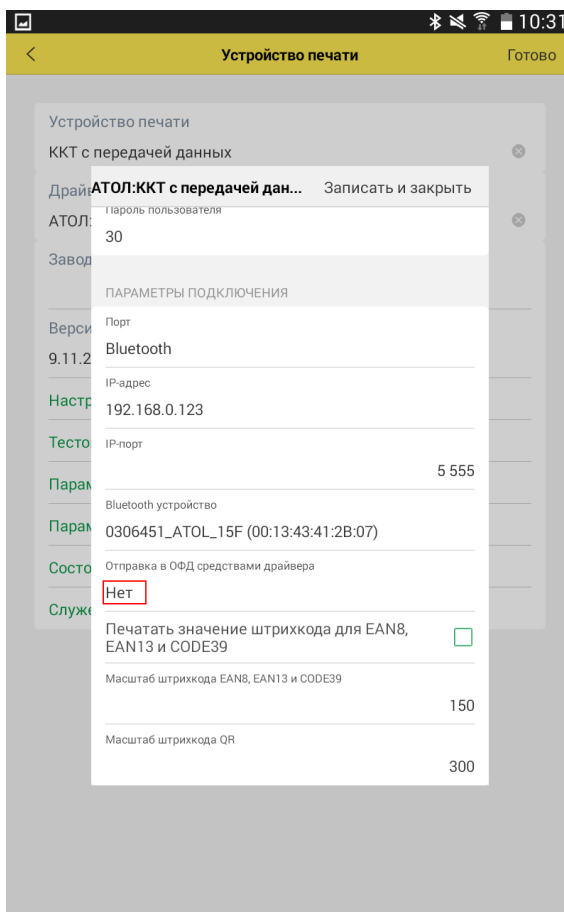 10:31
Устройство печати
Готово
Устройство печати
ККТ с передачей данных
Драйв
АТОЛ:
Завод
Верси
9.11.2
Настр
Тесто
Парам
Парам
Состо
Служе
АТОЛ:ККТ с передачей дан...
Записать и закрыть
Пароль пользователя
30
ПАРАМЕТРЫ ПОДКЛЮЧЕНИЯ
Порт
Bluetooth
IP-адрес
192.168.0.123
IP-порт
5 555
Bluetooth устройство
0306451_ATOL_15F (00:13:43:41:2B:07)
Отправка в ОФД средствами драйвера
Нет
Печатать значение штрихкода для EAN8,
EAN13 и CODE39
Масштаб штрихкода EAN8, EAN13 и CODE39
150
Масштаб штрихкода QR
300